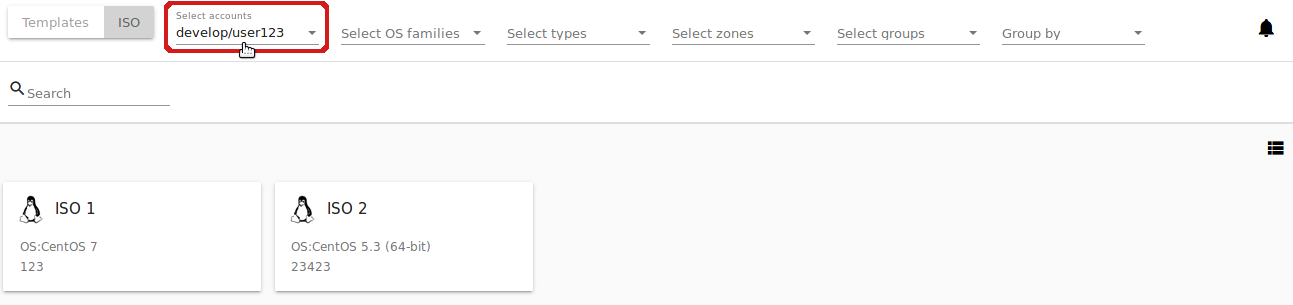 Templates ISO
Select accounts
develop/user123
Select OS families
Select types
Select zones
Select groups
Group by
Search
ISO 1
OS:CentOS 7
123
ISO 2
OS:CentOS 5.3 (64-bit)
23423